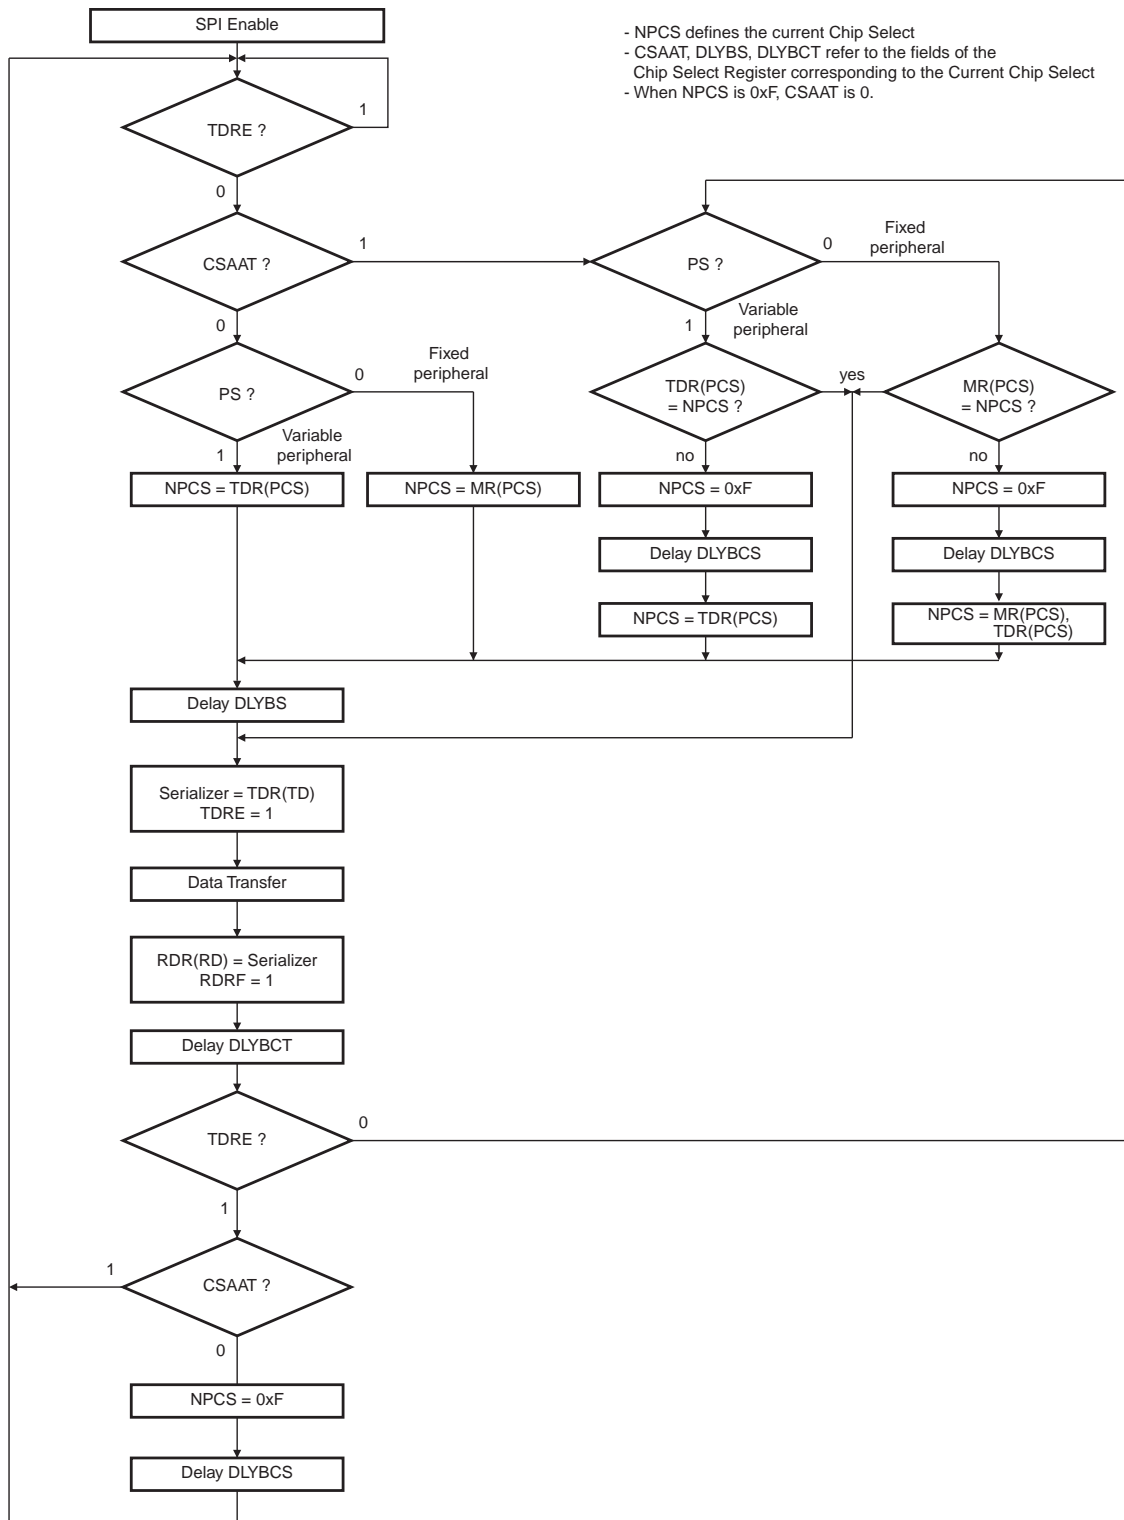 SPI Enable
- NPCS defines the current Chip Select
- CSAAT, DLYBS, DLYBCT refer to the fields of the
Chip Select Register corresponding to the Current Chip Select
- When NPCS is 0xF, CSAAT is 0.
TDRE ?
1
0
CSAAT ?
1
0
PS ?
0
Fixed
peripheral
1
Variable
peripheral
NPCS = TDR(PCS)
NPCS = MR(PCS)
PS ?
0
Fixed
peripheral
1
Variable
peripheral
TDR(PCS)
= NPCS ?
yes
MR(PCS)
= NPCS ?
no
no
NPCS = 0xF
NPCS = 0xF
Delay DLYBCS
Delay DLYBCS
NPCS = TDR(PCS)
NPCS = MR(PCS),
TDR(PCS)
Delay DLYBS
Serializer = TDR(TD)
TDRE = 1
Data Transfer
RDR(RD) = Serializer
RDRF = 1
Delay DLYBCT
TDRE ?
0
1
CSAAT ?
1
0
NPCS = 0xF
Delay DLYBCS